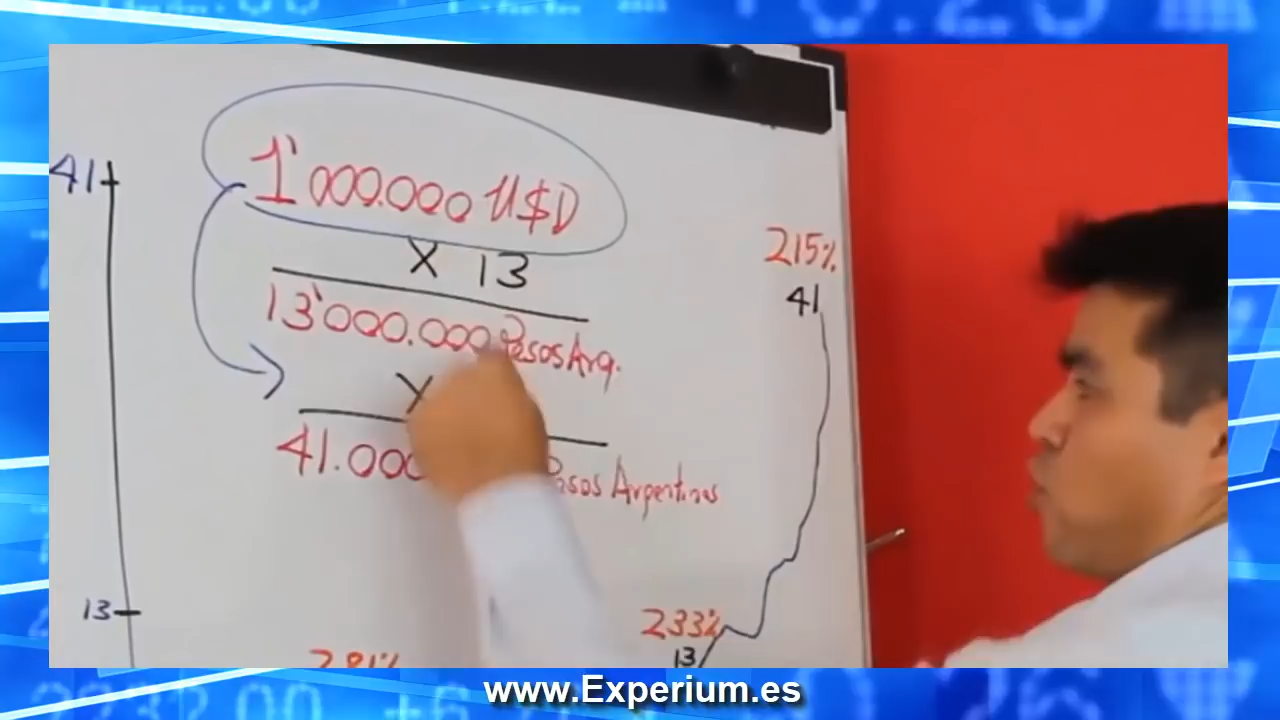 41
1'000.000 U$D
X 13
13'000.000 Pesos Arg.
X
41.000 Pesos Argentinos
215%
41
13
233%
13
281%
www.Experium.es